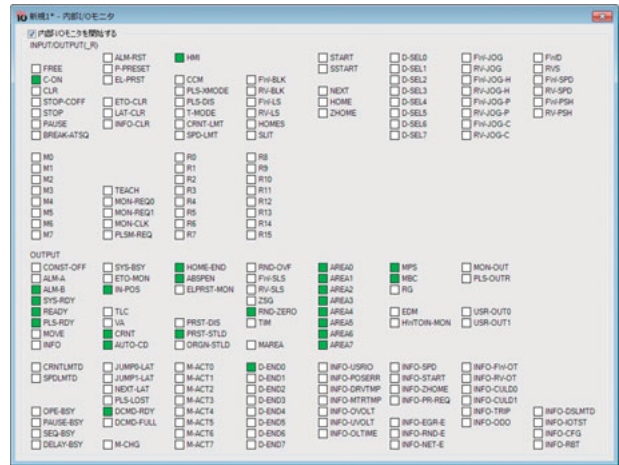 新規1* - 内部I/Oモニタ
内部I/Oモニタを開始する
INPUT/OUTPUT(_R)
ALM-RST HMI START D-SEL0 FW-JOG FWD
FREE P-PRESET SSTART D-SEL1 RV-JOG RVS
C-ON EL-PRST CCM FW-BLK D-SEL2 FW-JOG-H FW-SPD
CLR PLS-XMODE RV-BLK NEXT D-SEL3 RV-JOG-H RV-SPD
STOP-COFF ETO-CLR PLS-DIS FW-LS HOME D-SEL4 FW-JOG-P FW-PSH
STOP LAT-CLR T-MODE RV-LS ZHOME D-SEL5 RV-JOG-P RV-PSH
PAUSE INFO-CLR CRNT-LMT HOMES D-SEL6 FW-JOG-C
BREAK-ATSQ SPD-LMT SLIT D-SEL7 RV-JOG-C
M0 R0 R8
M1 R1 R9
M2 R2 R10
M3 TEACH R3 R11
M4 MON-REQ0 R4 R12
M5 MON-REQ1 R5 R13
M6 MON-CLK R6 R14
M7 PLSM-REQ R7 R15
OUTPUT
CONST-OFF SYS-BSY HOME-END RND-OVF AREA0 MPS MON-OUT
ALM-A ETO-MON ABSPEN FW-SLS AREA1 MBC PLS-OUTR
ALM-B IN-POS ELPRST-MON RV-SLS AREA2 RG
SYS-RDY ZSG AREA3
READY TLC RND-ZERO AREA4 EDM USR-OUT0
PLS-RDY VA PRST-DIS TIM AREA5 HWTOIN-MON USR-OUT1
MOVE CRNT PRST-STLD AREA6
INFO AUTO-CD ORGN-STLD MAREA AREA7
CRNTLMTD JUMP0-LAT M-ACT0 D-END0 INFO-USRIO INFO-SPD INFO-FW-OT
SPDLMTD JUMP1-LAT M-ACT1 D-END1 INFO-POSERR INFO-START INFO-RV-OT
NEXT-LAT M-ACT2 D-END2 INFO-DRVTMP INFO-ZHOME INFO-CULD0
PLS-LOST M-ACT3 D-END3 INFO-MTRTMP INFO-PR-REQ INFO-CULD1
OPE-BSY DCMD-RDY M-ACT4 D-END4 INFO-OVOLT INFO-TRIP INFO-DSLMTD
PAUSE-BSY DCMD-FULL M-ACT5 D-END5 INFO-UVOLT INFO-EGR-E INFO-ODO INFO-IOTST
SEQ-BSY M-ACT6 D-END6 INFO-OLTIME INFO-RND-E INFO-CFG
DELAY-BSY M-CHG M-ACT7 D-END7 INFO-NET-E INFO-RBT